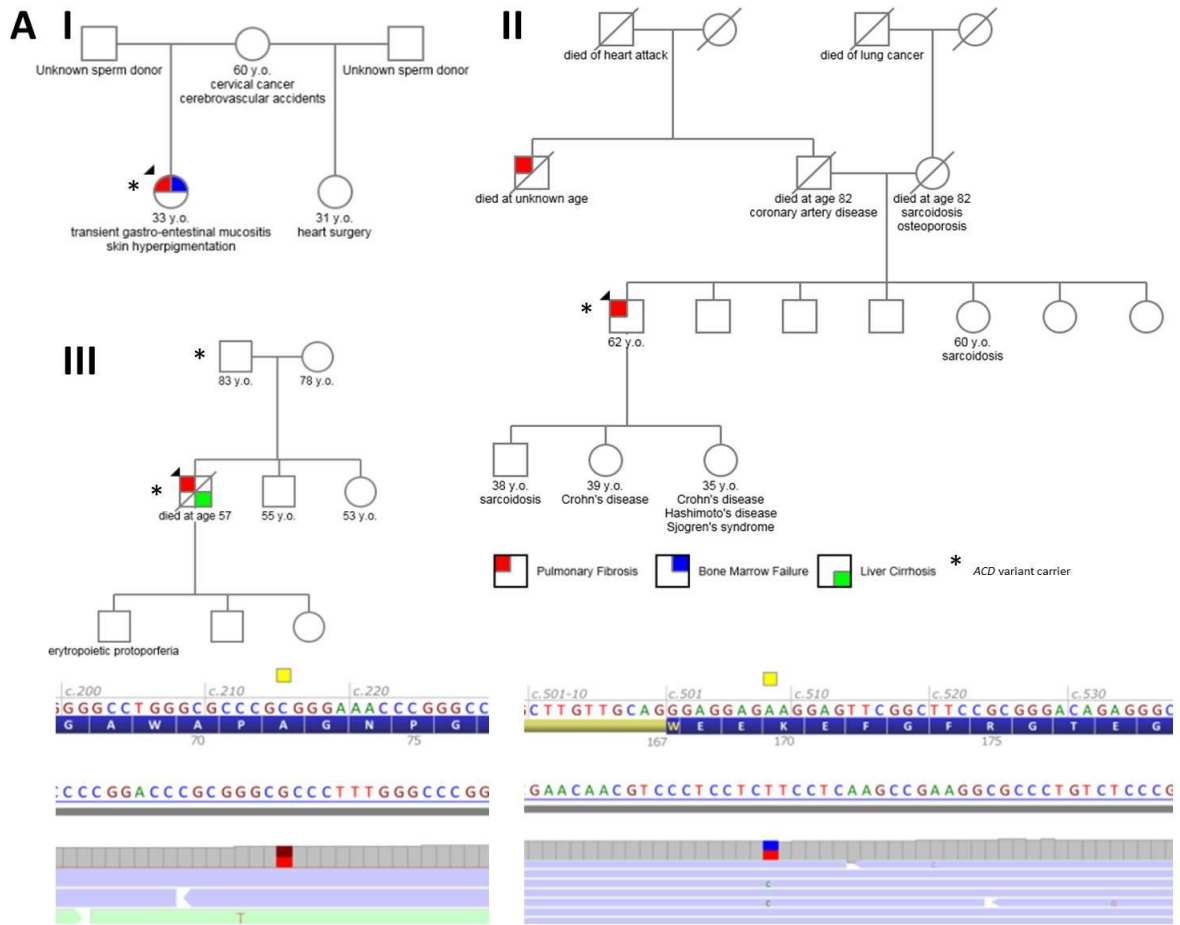 A
I
Unknown sperm donor
60 y.o.
cervical cancer
cerebrovascular accidents
Unknown sperm donor
*
33 y.o.
transient gastro-entestinal mucositis
skin hyperpigmentation
31 y.o.
heart surgery
II
died of heart attack
died of lung cancer
died at unknown age
died at age 82
coronary artery disease
died at age 82
sarcoidosis
osteoporosis
*
62 y.o.
60 y.o.
sarcoidosis
38 y.o.
sarcoidosis
39 y.o.
Crohn's disease
35 y.o.
Crohn's disease
Hashimoto's disease
Sjogren's syndrome
III
*
83 y.o.
78 y.o.
*
died at age 57
55 y.o.
53 y.o.
erytropoietic protoporferia
Pulmonary Fibrosis
Bone Marrow Failure
Liver Cirrhosis
* ACD variant carrier
c.200 c.210 c.220
GGGGCCTGGGCGCCCGCGGGAAACCCGGGCC
G A W A P A G N P G
70 75
CCCCGGACCCGCGGGCGCCCTTTGGGCCCGG
T
c.501-10 c.501 c.510 c.520 c.530
GCTTGTTGCAGGGAGGAGAAGGAGTTCGGCTTCCGCGGGACAGAGGGC
W E E K E F G F R G T E G
167 170 175
CGAACAACGTCCCTCCTCTTCCTCAAGCCGAAGGCGCCCTGTCTCCCG
c
c
c